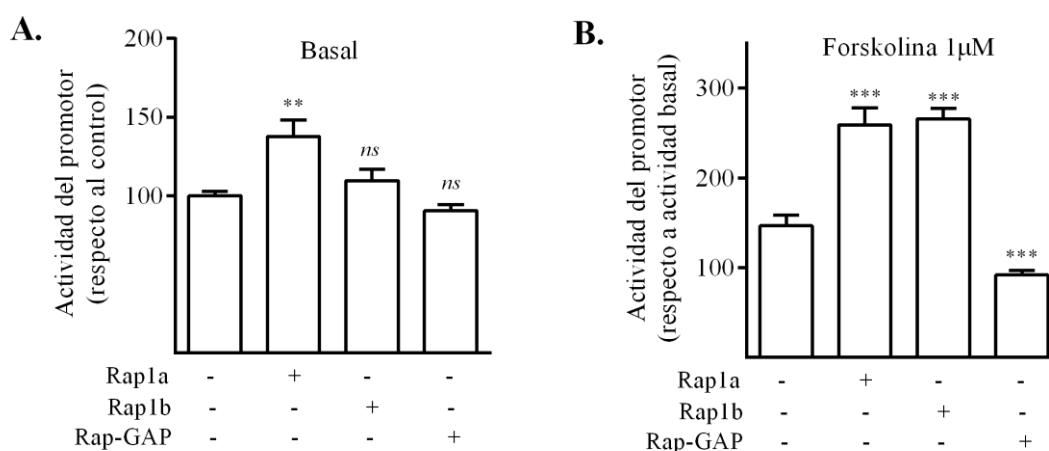 A.
Basal
Actividad del promotor
(respecto al control)
200
150
100
**
ns
ns
Rap1a - + - -
Rap1b - - + -
Rap-GAP - - - +
B.
Forskolina 1µM
Actividad del promotor
(respecto a actividad basal)
300
200
100
***
***
***
Rap1a - + - -
Rap1b - - + -
Rap-GAP - - - +